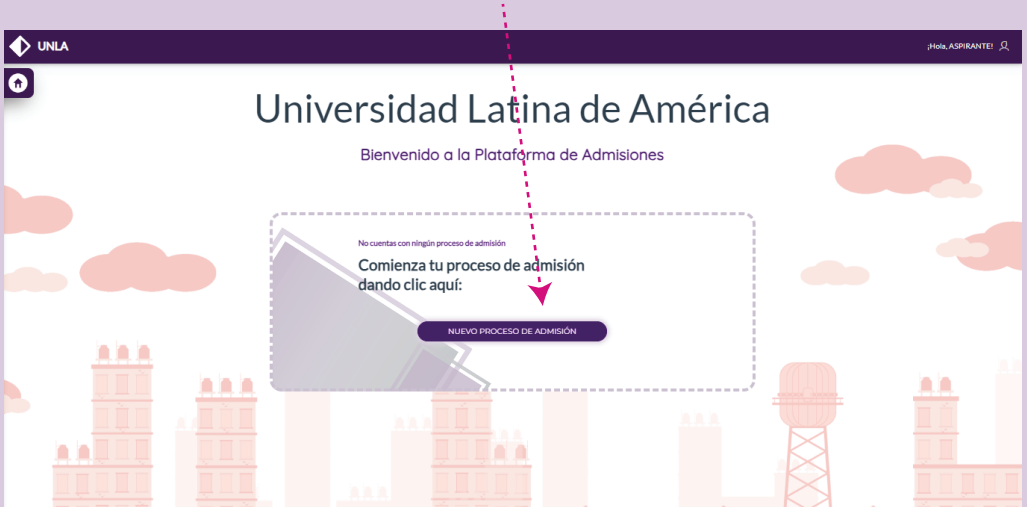 UNLA
¡Hola, ASPIRANTE!
Universidad Latina de América
Bienvenido a la Plataforma de Admisiones
No cuentas con ningún proceso de admisión
Comienza tu proceso de admisión
dando clic aquí:
NUEVO PROCESO DE ADMISIÓN